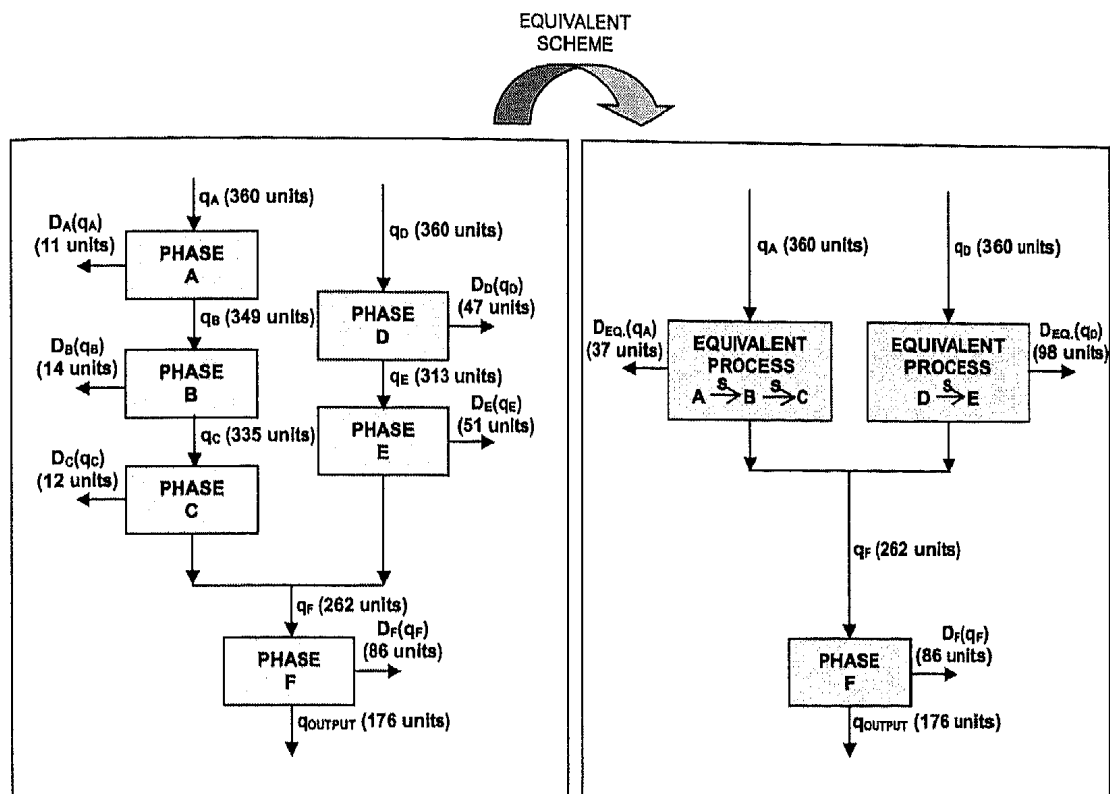 EQUIVALENT
SCHEME
qA (360 units)
DA(qA)
(11 units)
PHASE
A
qB (349 units)
DB(qB)
(14 units)
PHASE
B
qC (335 units)
DC(qC)
(12 units)
PHASE
C
qD
(360 units)
DD(qD)
(47 units)
PHASE
D
qE (313 units)
DE(qE)
(51 units)
PHASE
E
qF (262 units)
DF(qF)
(86 units)
PHASE
F
qOUTPUT (176 units)
qA (360 units)
qD (360 units)
DEQ.(qA)
(37 units)
EQUIVALENT
PROCESS
A S→ B S→ C
EQUIVALENT
PROCESS
D S→ E
DEQ.(qD)
(98 units)
qF (262 units)
DF(qF)
(86 units)
PHASE
F
qOUTPUT (176 units)